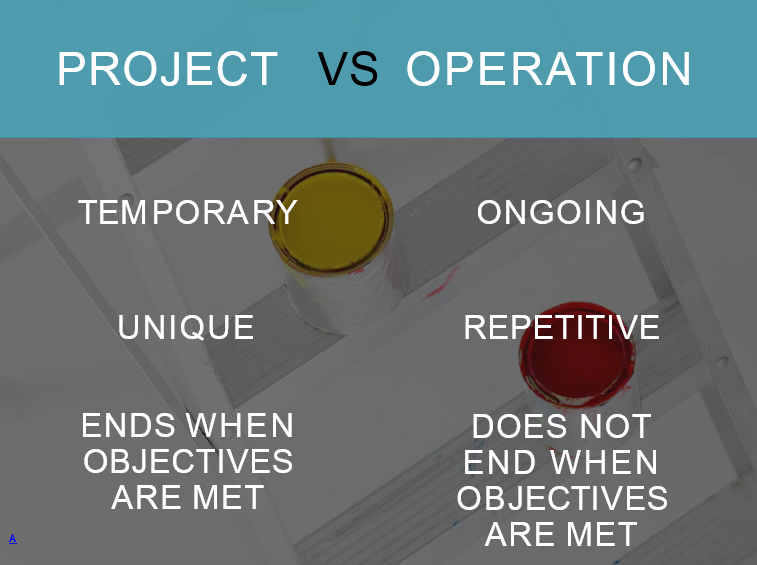 PROJECT VS OPERATION
TEMPORARY
ONGOING
UNIQUE
REPETITIVE
ENDS WHEN
OBJECTIVES
ARE MET
DOES NOT
END WHEN
OBJECTIVES
ARE MET
A